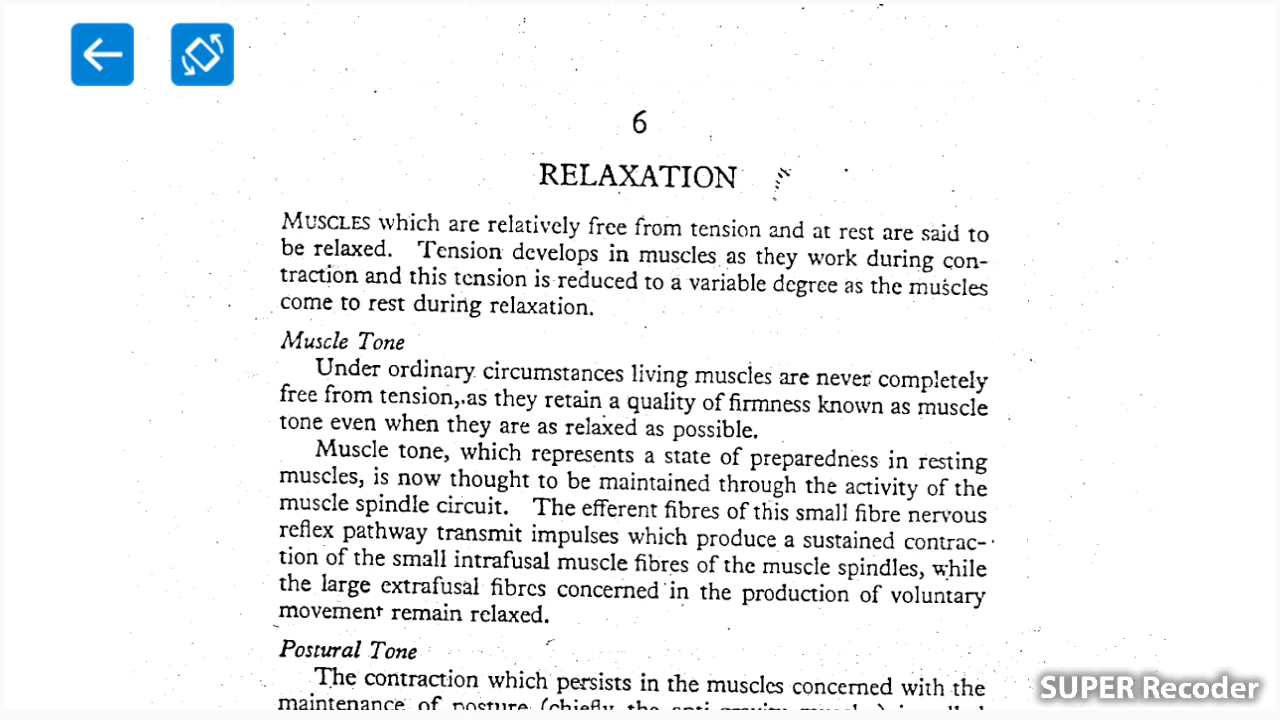 6
RELAXATION
MUSCLES which are relatively free from tension and at rest are said to
be relaxed. Tension develops in muscles as they work during con-
traction and this tension is reduced to a variable degree as the muscles
come to rest during relaxation.
Muscle Tone
Under ordinary circumstances living muscles are never completely
free from tension, as they retain a quality of firmness known as muscle
tone even when they are as relaxed as possible.
Muscle tone, which represents a state of preparedness in resting
muscles, is now thought to be maintained through the activity of the
muscle spindle circuit. The efferent fibres of this small fibre nervous
reflex pathway transmit impulses which produce a sustained contrac-
tion of the small intrafusal muscle fibres of the muscle spindles, while
the large extrafusal fibres concerned in the production of voluntary
movement remain relaxed.
Postural Tone
The contraction which persists in the muscles concerned with the
maintenance of posture (chiefly the anti-gravity
SUPER Recoder